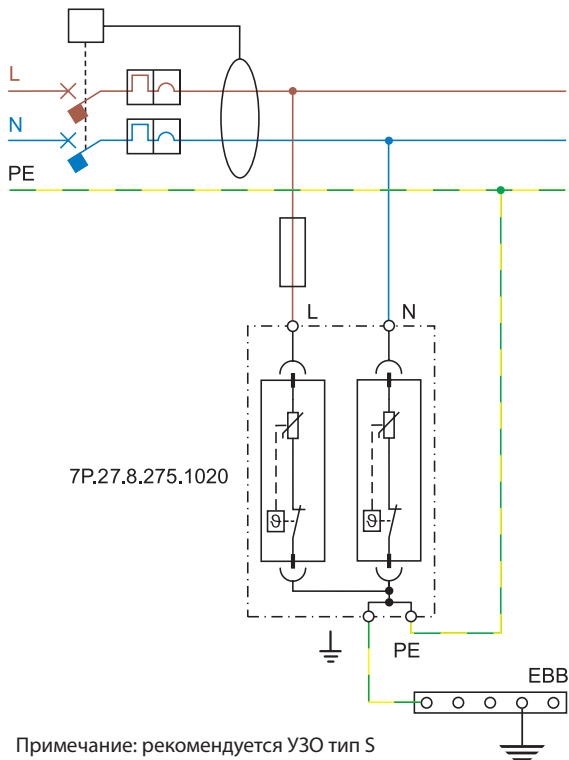 L
N
PE
L
N
7P.27.8.275.1020
ϑ
ϑ
PE
EBB
Примечание: рекомендуется УЗО тип S